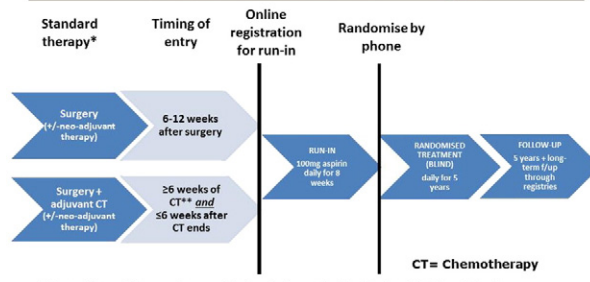 Standard
therapy*
Timing of
entry
Online
registration
for run-in
Randomise by
phone
Surgery
(+/-neo-adjuvant
therapy)
6-12 weeks
after surgery
Surgery +
adjuvant CT
(+/-neo-adjuvant
therapy)
≥6 weeks of
CT** and
≤6 weeks after
CT ends
RUN-IN
100mg aspirin
daily for 8
weeks
RANDOMISED
TREATMENT
(BLIND)
daily for 5
years
FOLLOW-UP
5 years + long-
term f/up
through
registries
CT= Chemotherapy